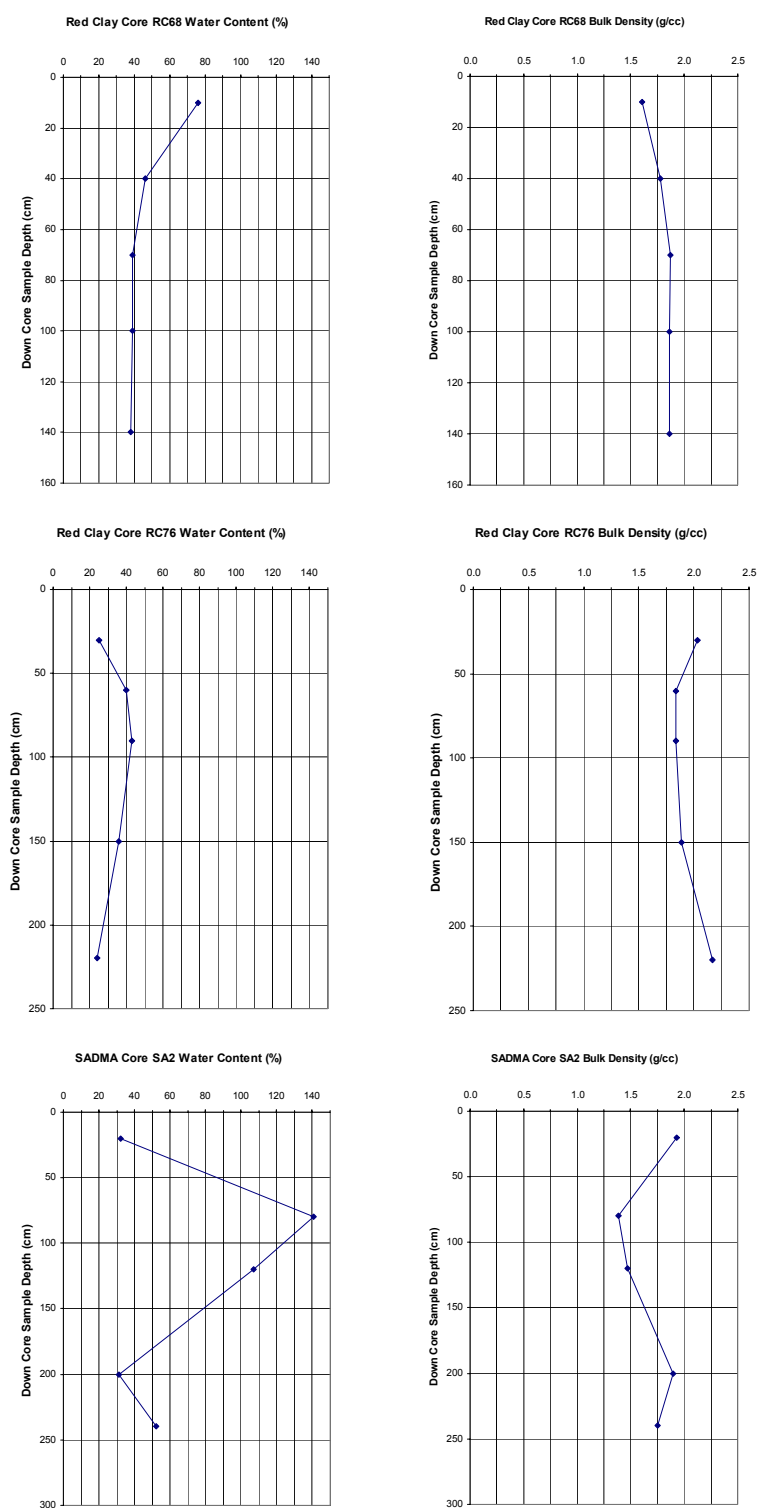 Red Clay Core RC68 Water Content (%)
0 20 40 60 80 100 120 140
0
20
40
60
80
100
120
140
160
Down Core Sample Depth (cm)
Red Clay Core RC68 Bulk Density (g/cc)
0.0 0.5 1.0 1.5 2.0 2.5
0
20
40
60
80
100
120
140
160
Down Core Sample Depth (cm)
Red Clay Core RC76 Water Content (%)
0 20 40 60 80 100 120 140
0
50
100
150
200
250
Down Core Sample Depth (cm)
Red Clay Core RC76 Bulk Density (g/cc)
0.0 0.5 1.0 1.5 2.0 2.5
0
50
100
150
200
250
Down Core Sample Depth (cm)
SADMA Core SA2 Water Content (%)
0 20 40 60 80 100 120 140
0
50
100
150
200
250
300
Down Core Sample Depth (cm)
SADMA Core SA2 Bulk Density (g/cc)
0.0 0.5 1.0 1.5 2.0 2.5
0
50
100
150
200
250
300
Down Core Sample Depth (cm)